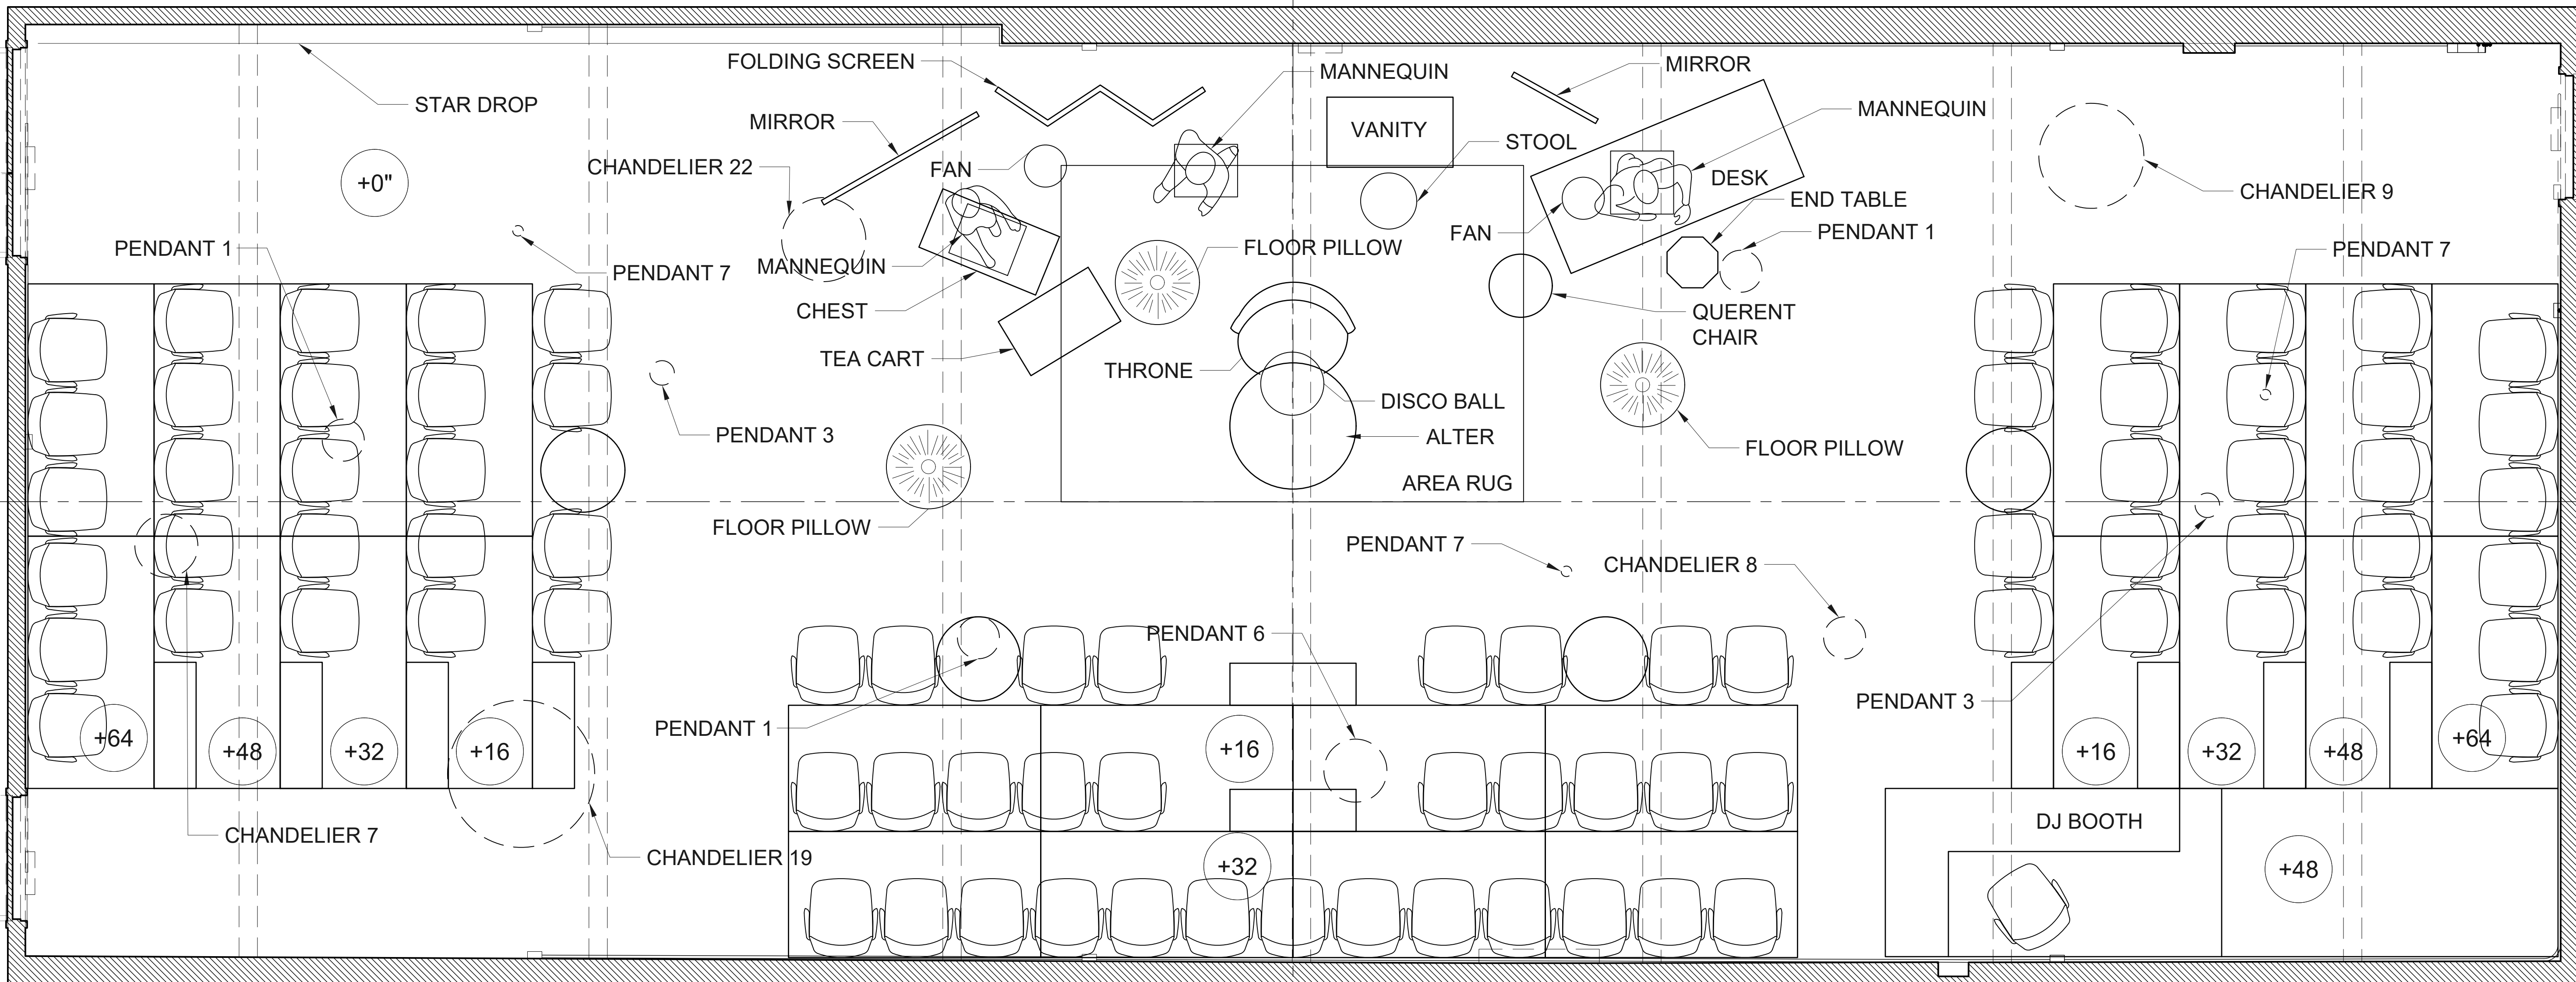 FOLDING SCREEN
MANNEQUIN
MIRROR
STAR DROP
MIRROR
VANITY
MANNEQUIN
CHANDELIER 22
FAN
STOOL
DESK
+0"
END TABLE
CHANDELIER 9
PENDANT 1
PENDANT 7
MANNEQUIN
FLOOR PILLOW
FAN
PENDANT 1
PENDANT 7
CHEST
QUERENT
CHAIR
TEA CART
THRONE
DISCO BALL
PENDANT 3
ALTER
FLOOR PILLOW
AREA RUG
FLOOR PILLOW
PENDANT 7
CHANDELIER 8
PENDANT 6
PENDANT 1
PENDANT 3
+64
+48
+32
+16
+16
+16
+32
+48
+64
CHANDELIER 7
DJ BOOTH
CHANDELIER 19
+32
+48